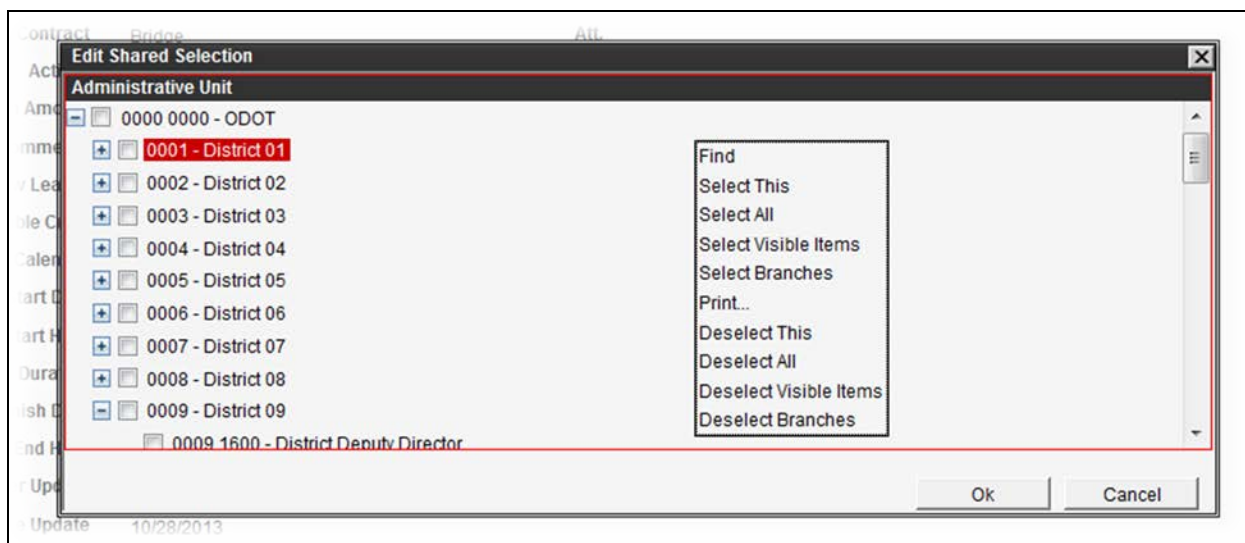 Contract Bridge Att.
Edit Shared Selection
Administrative Unit
0000 0000 - ODOT
0001 - District 01
0002 - District 02
0003 - District 03
0004 - District 04
0005 - District 05
0006 - District 06
0007 - District 07
0008 - District 08
0009 - District 09
0009 1600 - District Deputy Director
Find
Select This
Select All
Select Visible Items
Select Branches
Print...
Deselect This
Deselect All
Deselect Visible Items
Deselect Branches
Ok Cancel
Update 10/28/2013